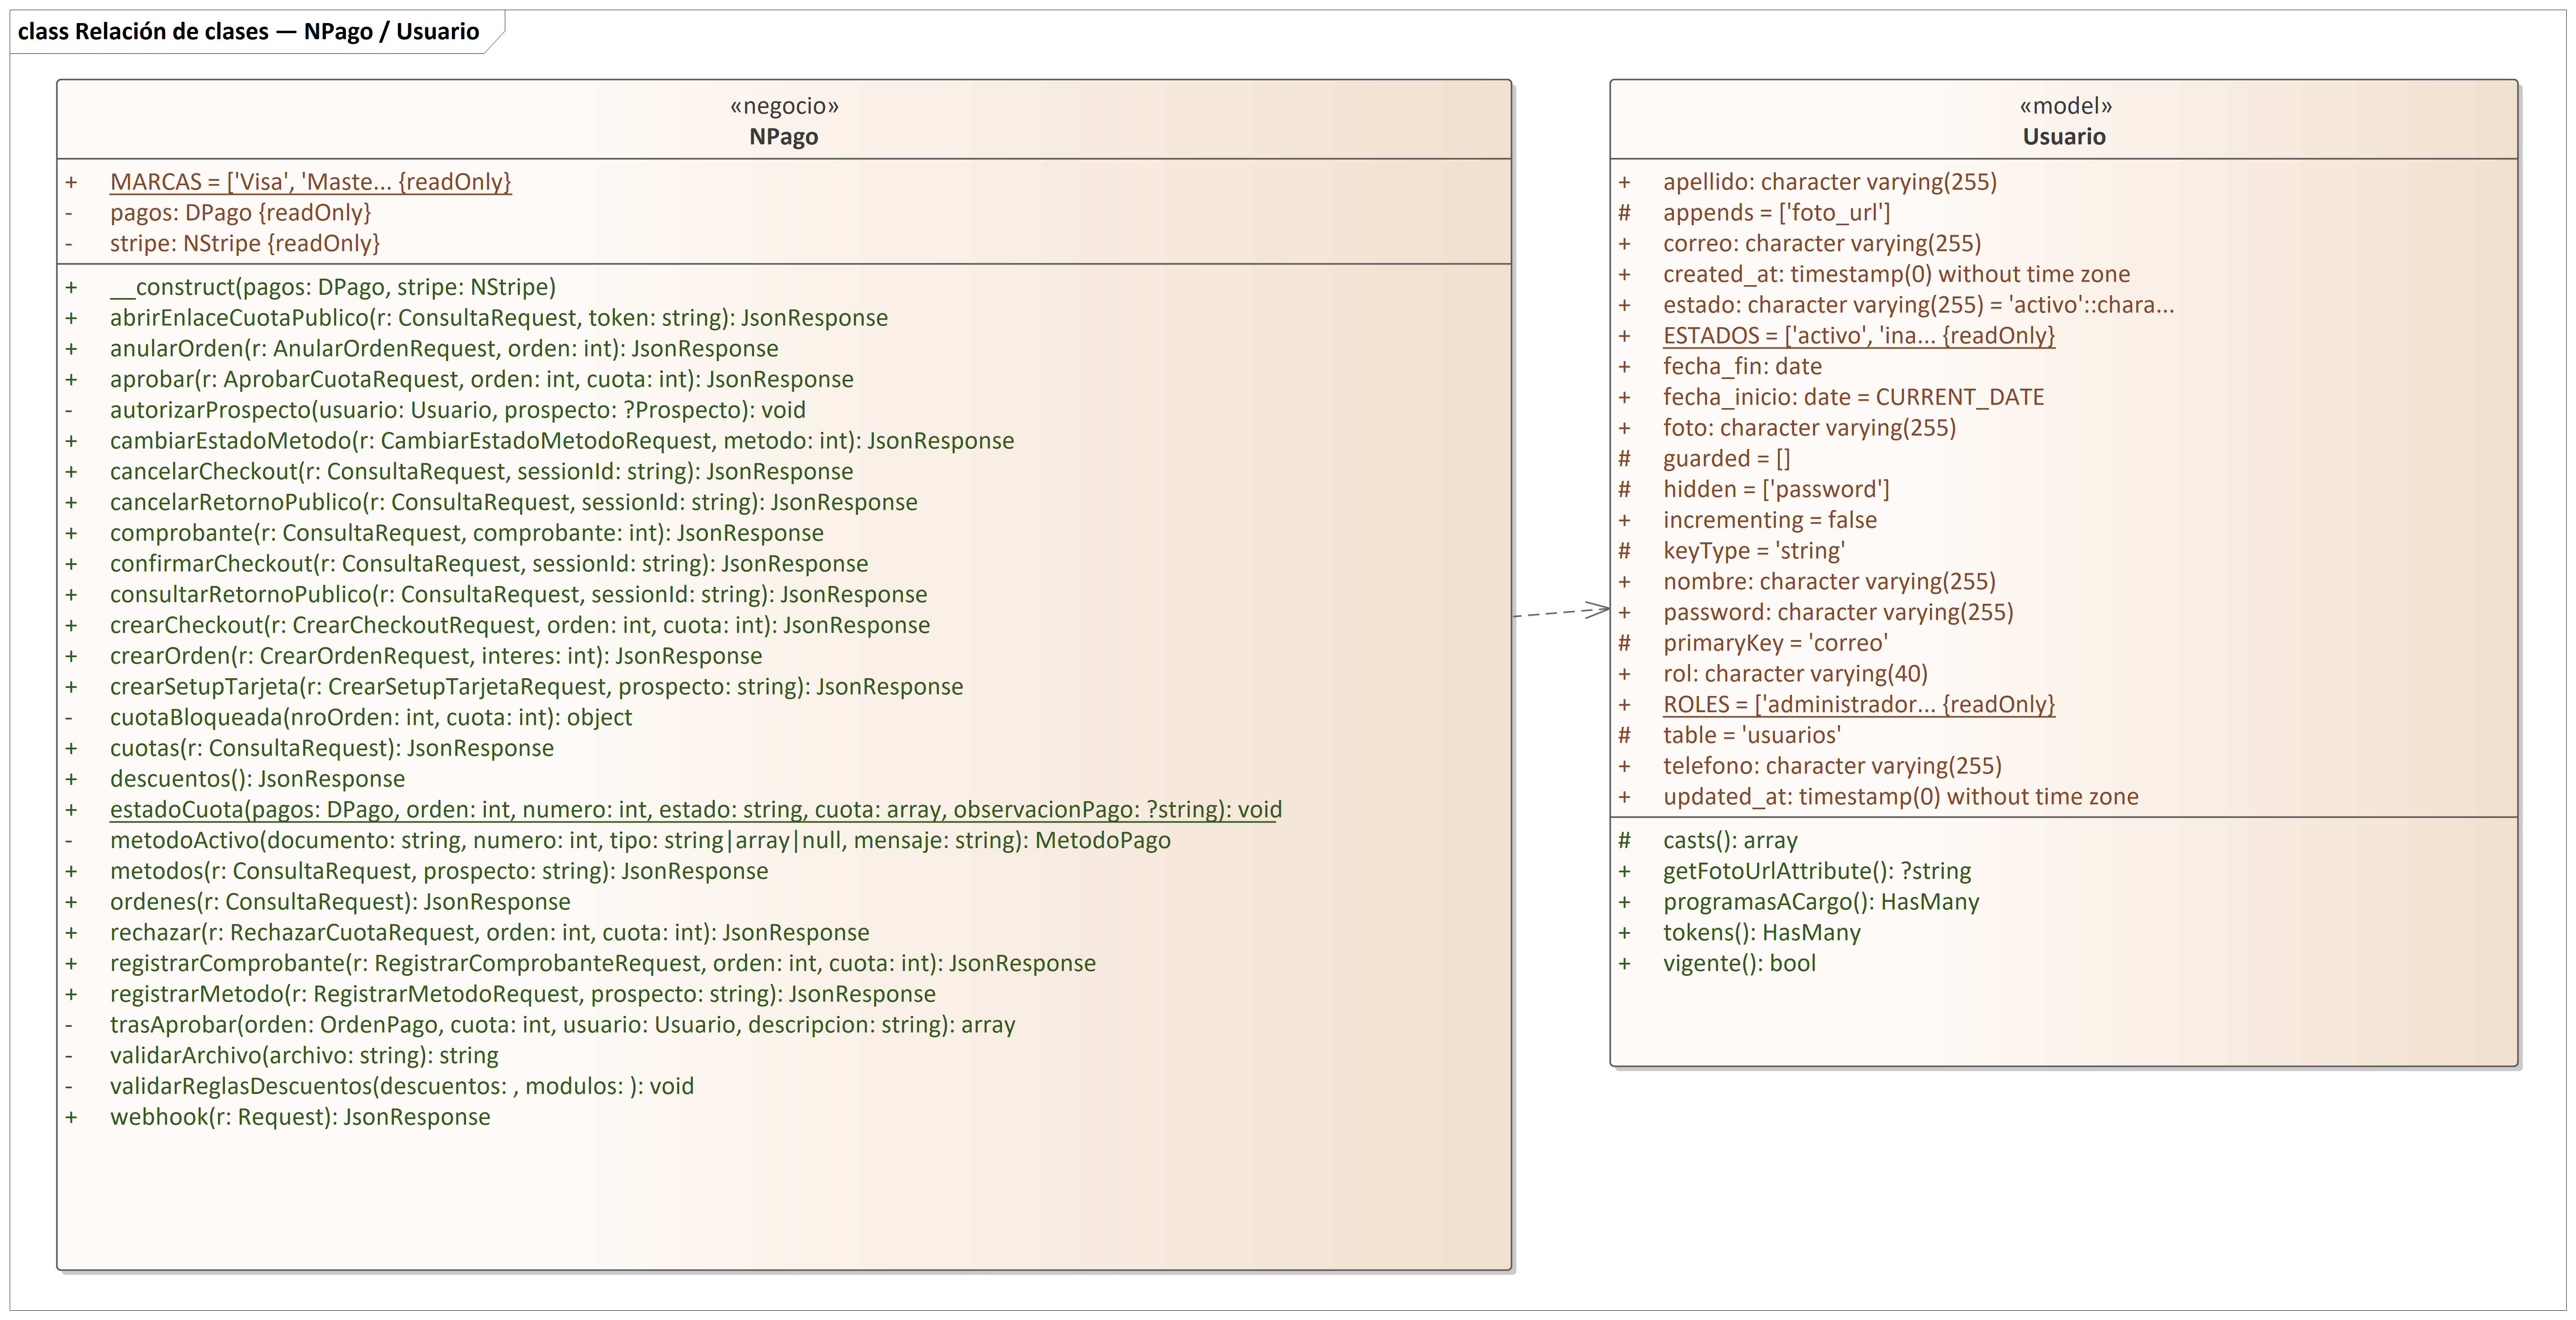 class Relación de clases — NPago / Usuario
«negocio»
NPago
+ MARCAS = ['Visa', 'Maste... {readOnly}
- pagos: DPago {readOnly}
- stripe: NStripe {readOnly}
+ __construct(pagos: DPago, stripe: NStripe)
+ abrirEnlaceCuotaPublico(r: ConsultaRequest, token: string): JsonResponse
+ anularOrden(r: AnularOrdenRequest, orden: int): JsonResponse
+ aprobar(r: AprobarCuotaRequest, orden: int, cuota: int): JsonResponse
- autorizarProspecto(usuario: Usuario, prospecto: ?Prospecto): void
+ cambiarEstadoMetodo(r: CambiarEstadoMetodoRequest, metodo: int): JsonResponse
+ cancelarCheckout(r: ConsultaRequest, sessionId: string): JsonResponse
+ cancelarRetornoPublico(r: ConsultaRequest, sessionId: string): JsonResponse
+ comprobante(r: ConsultaRequest, comprobante: int): JsonResponse
+ confirmarCheckout(r: ConsultaRequest, sessionId: string): JsonResponse
+ consultarRetornoPublico(r: ConsultaRequest, sessionId: string): JsonResponse
+ crearCheckout(r: CrearCheckoutRequest, orden: int, cuota: int): JsonResponse
+ crearOrden(r: CrearOrdenRequest, interes: int): JsonResponse
+ crearSetupTarjeta(r: CrearSetupTarjetaRequest, prospecto: string): JsonResponse
- cuotaBloqueada(nroOrden: int, cuota: int): object
+ cuotas(r: ConsultaRequest): JsonResponse
+ descuentos(): JsonResponse
+ estadoCuota(pagos: DPago, orden: int, numero: int, estado: string, cuota: array, observacionPago: ?string): void
- metodoActivo(documento: string, numero: int, tipo: string|array|null, mensaje: string): MetodoPago
+ metodos(r: ConsultaRequest, prospecto: string): JsonResponse
+ ordenes(r: ConsultaRequest): JsonResponse
+ rechazar(r: RechazarCuotaRequest, orden: int, cuota: int): JsonResponse
+ registrarComprobante(r: RegistrarComprobanteRequest, orden: int, cuota: int): JsonResponse
+ registrarMetodo(r: RegistrarMetodoRequest, prospecto: string): JsonResponse
- trasAprobar(orden: OrdenPago, cuota: int, usuario: Usuario, descripcion: string): array
- validarArchivo(archivo: string): string
- validarReglasDescuentos(descuentos: , modulos: ): void
+ webhook(r: Request): JsonResponse
«model»
Usuario
+ apellido: character varying(255)
# appends = ['foto_url']
+ correo: character varying(255)
+ created_at: timestamp(0) without time zone
+ estado: character varying(255) = 'activo'::chara...
+ ESTADOS = ['activo', 'ina... {readOnly}
+ fecha_fin: date
+ fecha_inicio: date = CURRENT_DATE
+ foto: character varying(255)
# guarded = []
# hidden = ['password']
+ incrementing = false
# keyType = 'string'
+ nombre: character varying(255)
+ password: character varying(255)
# primaryKey = 'correo'
+ rol: character varying(40)
+ ROLES = ['administrador... {readOnly}
# table = 'usuarios'
+ telefono: character varying(255)
+ updated_at: timestamp(0) without time zone
# casts(): array
+ getFotoUrlAttribute(): ?string
+ programasACargo(): HasMany
+ tokens(): HasMany
+ vigente(): bool